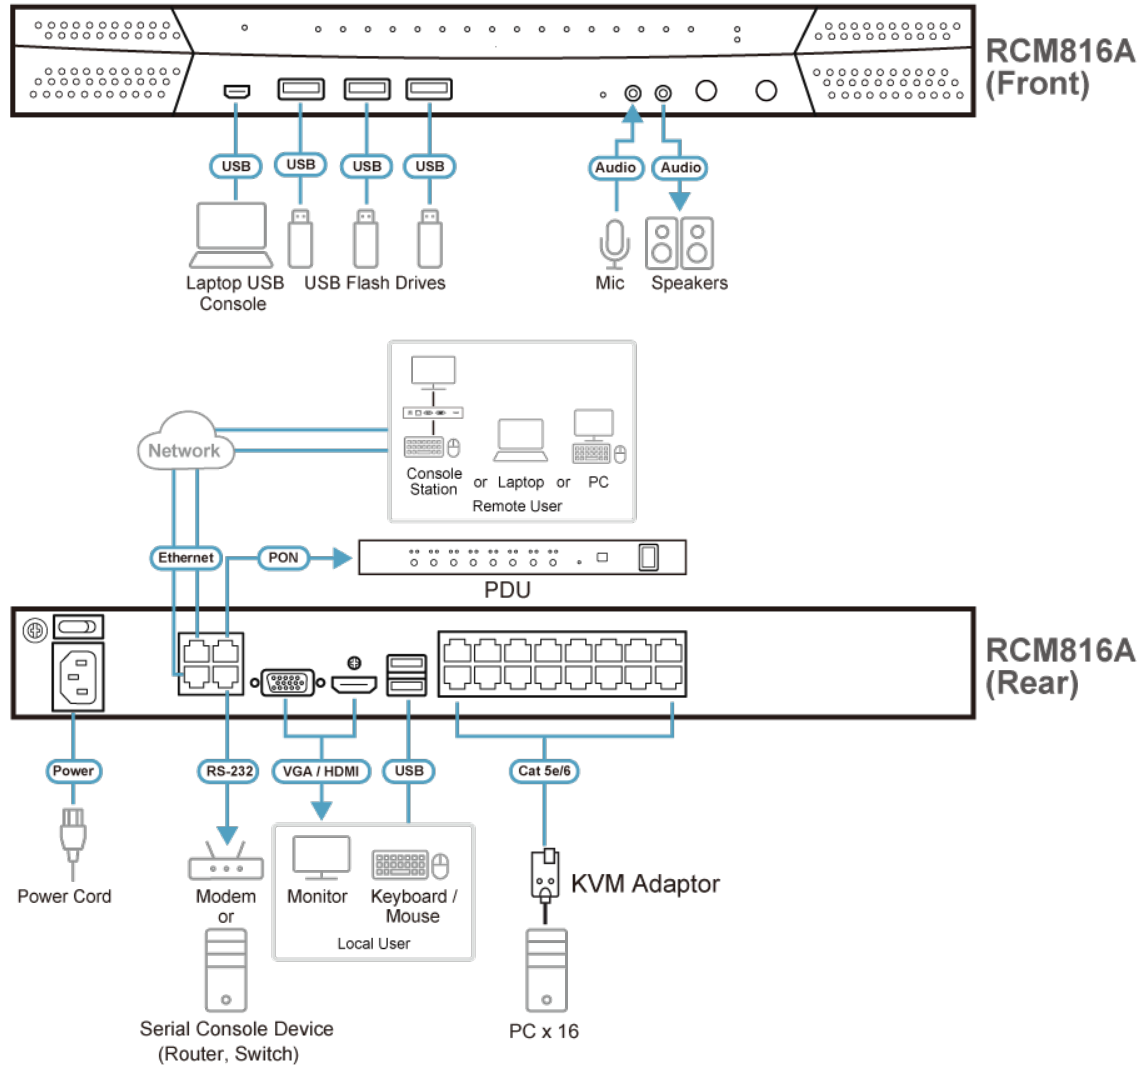 RCM816A
(Front)
USB
USB
USB
USB
Audio
Audio
Laptop USB
Console
USB Flash Drives
Mic
Speakers
Network
Console
Station
or
Laptop
or
PC
Remote User
Ethernet
PON
PDU
RCM816A
(Rear)
Power
RS-232
VGA / HDMI
USB
Cat 5e/6
Power Cord
Modem
or
Monitor
Keyboard /
Mouse
Local User
KVM Adaptor
Serial Console Device
(Router, Switch)
PC x 16